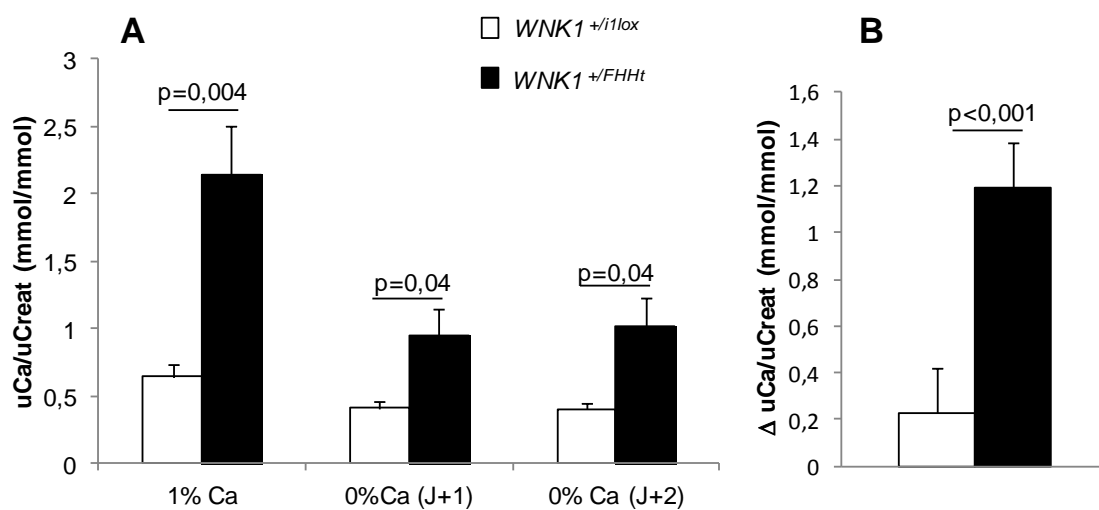 A
WNK1 +/i1lox
WNK1 +/FHHt
uCa/uCreat (mmol/mmol)
3
2,5
2
1,5
1
0,5
0
p=0,004
p=0,04
p=0,04
1% Ca
0%Ca (J+1)
0% Ca (J+2)
B
Δ uCa/uCreat (mmol/mmol)
1,6
1,4
1,2
1
0,8
0,6
0,4
0,2
0
p<0,001